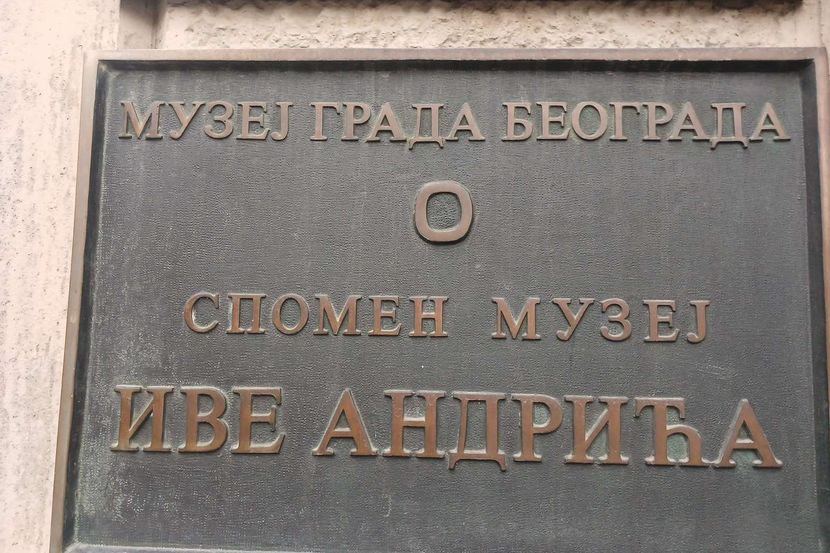 МУЗЕЈ ГРАДА БЕОГРАДА
О
СПОМЕН МУЗЕЈ
ИВЕ АНДРИЋА